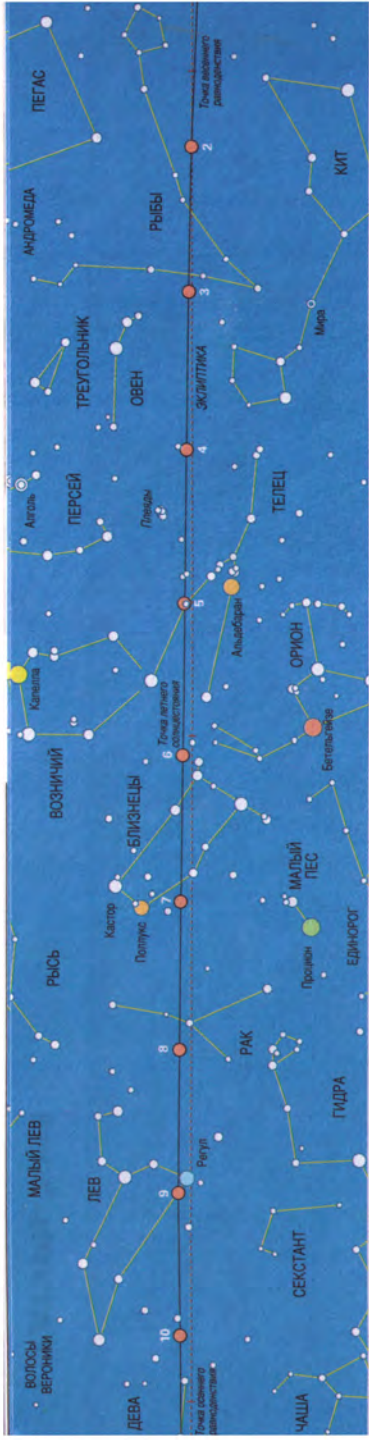 ВОЛОСЫ
ВЕРОНИКИ
МАЛЫЙ ЛЕВ
РЫСЬ
ВОЗНИЧИЙ
Капелла
Алголь
ПЕРСЕЙ
ТРЕУГОЛЬНИК
АНДРОМЕДА
ПЕГАС
ДЕВА
ЛЕВ
Кастор
Поллукс
БЛИЗНЕЦЫ
Точка летнего
солнцестояния
Плеяды
ОВЕН
РЫБЫ
10
9
8
7
6
5
4
3
2
Точка осеннего
равноденствия
Регул
ЭКЛИПТИКА
Точка весеннего
равноденствия
РАК
Альдебаран
ТЕЛЕЦ
СЕКСТАНТ
МАЛЫЙ
ПЕС
ОРИОН
Мира
КИТ
ЧАША
ГИДРА
Процион
Бетельгейзе
ЕДИНОРОГ